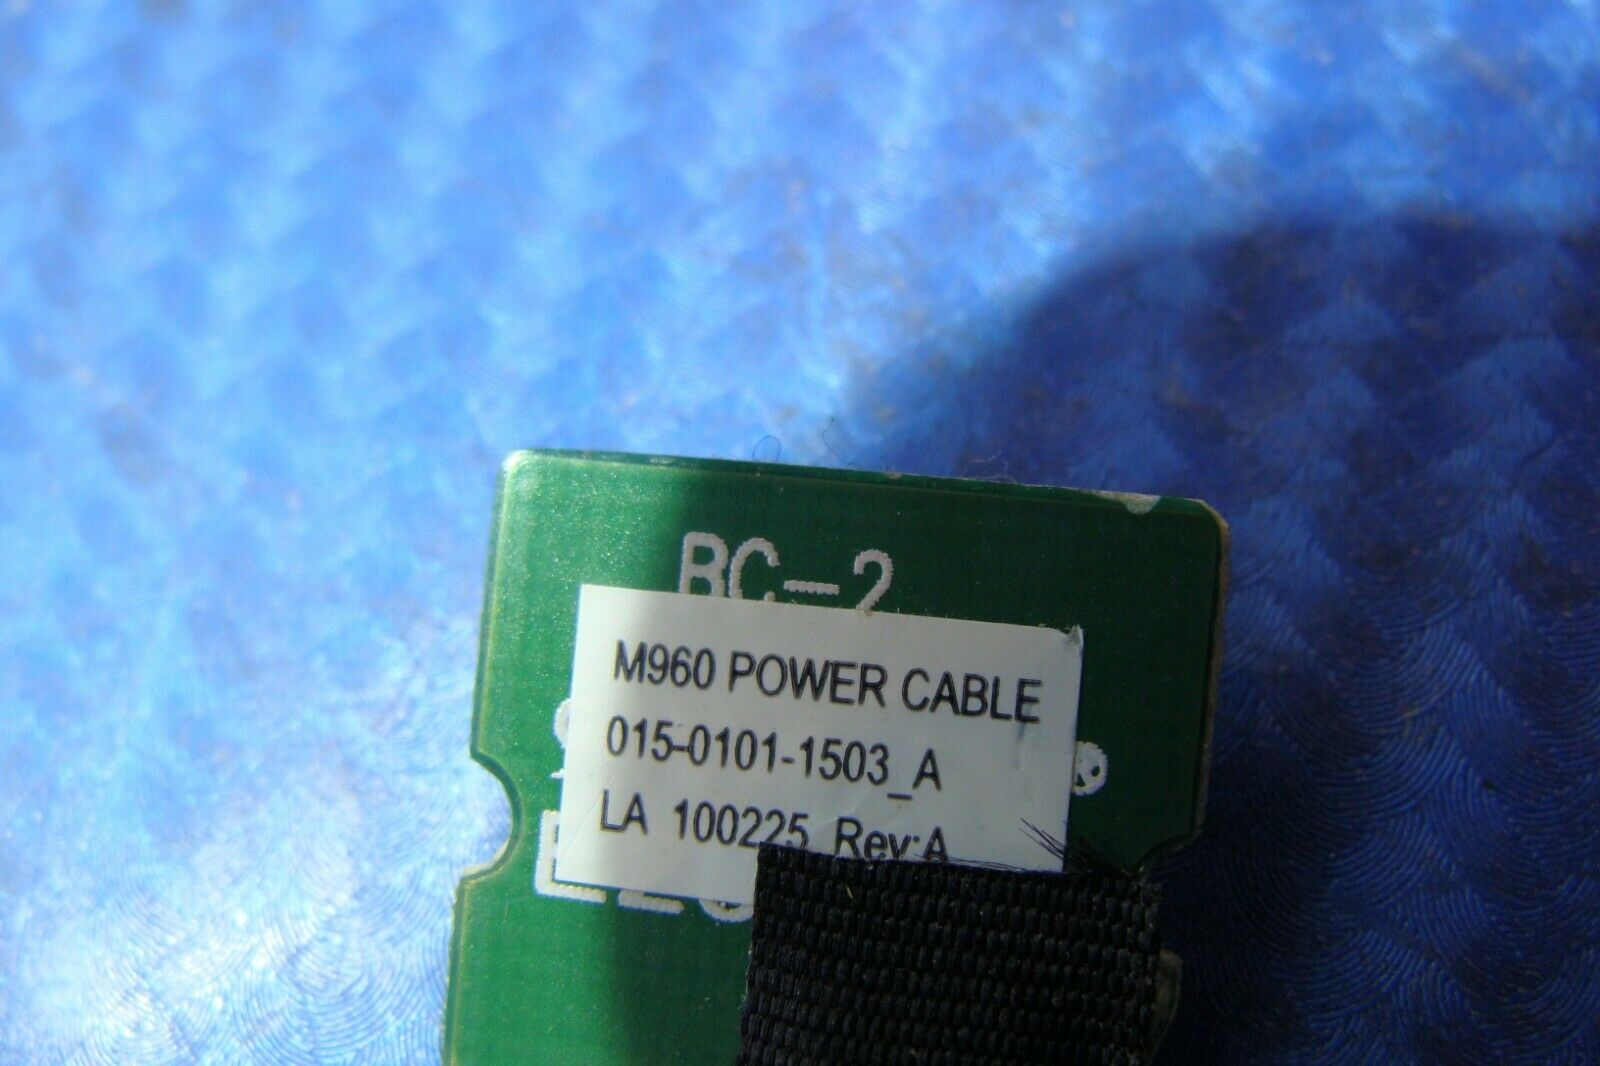 BC-2
M960 POWER CABLE
015-0101-1503_A
LA 100225 Rev:A